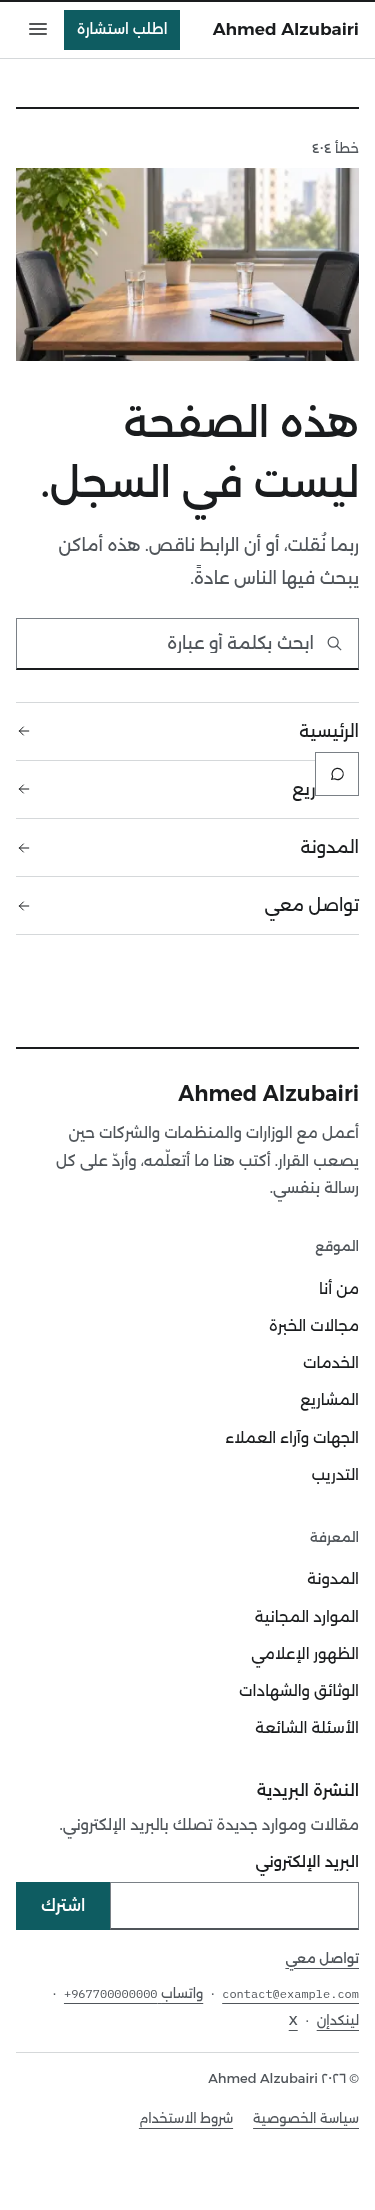 Ahmed Alzubairi
اطلب استشارة
خطأ ٤٠٤
هذه الصفحة
ليست في السجل.
ربما نُقلت، أو أن الرابط ناقص. هذه أماكن
يبحث فيها الناس عادةً.
ابحث بكلمة أو عبارة
الرئيسية
المدونة
تواصل معي
Ahmed Alzubairi
أعمل مع الوزارات والمنظمات والشركات حين
يصعب القرار. أكتب هنا ما أتعلّمه، وأردّ على كل
رسالة بنفسي.
الموقع
من أنا
مجالات الخبرة
الخدمات
المشاريع
الجهات وآراء العملاء
التدريب
المعرفة
المدونة
الموارد المجانية
الظهور الإعلامي
الوثائق والشهادات
الأسئلة الشائعة
النشرة البريدية
مقالات وموارد جديدة تصلك بالبريد الإلكتروني.
البريد الإلكتروني
اشترك
تواصل معي
contact@example.com · واتساب +967700000000 ·
لينكدإن · X
© ٢٠٢٦ Ahmed Alzubairi
سياسة الخصوصية شروط الاستخدام